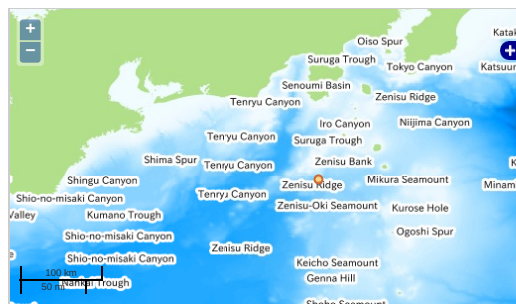 +
−
Katak
Oiso Spur
+
Suruga Trough
Tokyo Canyon
Katsuur
Senoumi Basin
Tenryu Canyon
Zenisu Ridge
Iro Canyon
Niijima Canyon
Tenryu Canyon
Suruga Trough
Shima Spur
Tenryu Canyon
Zenisu Bank
K
Shingu Canyon
Zenisu Ridge
Mikura Seamount
Minam
Shio-no-misaki Canyon
Tenryu Canyon
Valley
Kumano Trough
Zenisu-Oki Seamount
Kurose Hole
Shio-no-misaki Canyon
Ogoshi Spur
Zenisu Ridge
Shio-no-misaki Canyon
Keicho Seamount
100 km
Genna Hill
Nankai Trough
50 mi